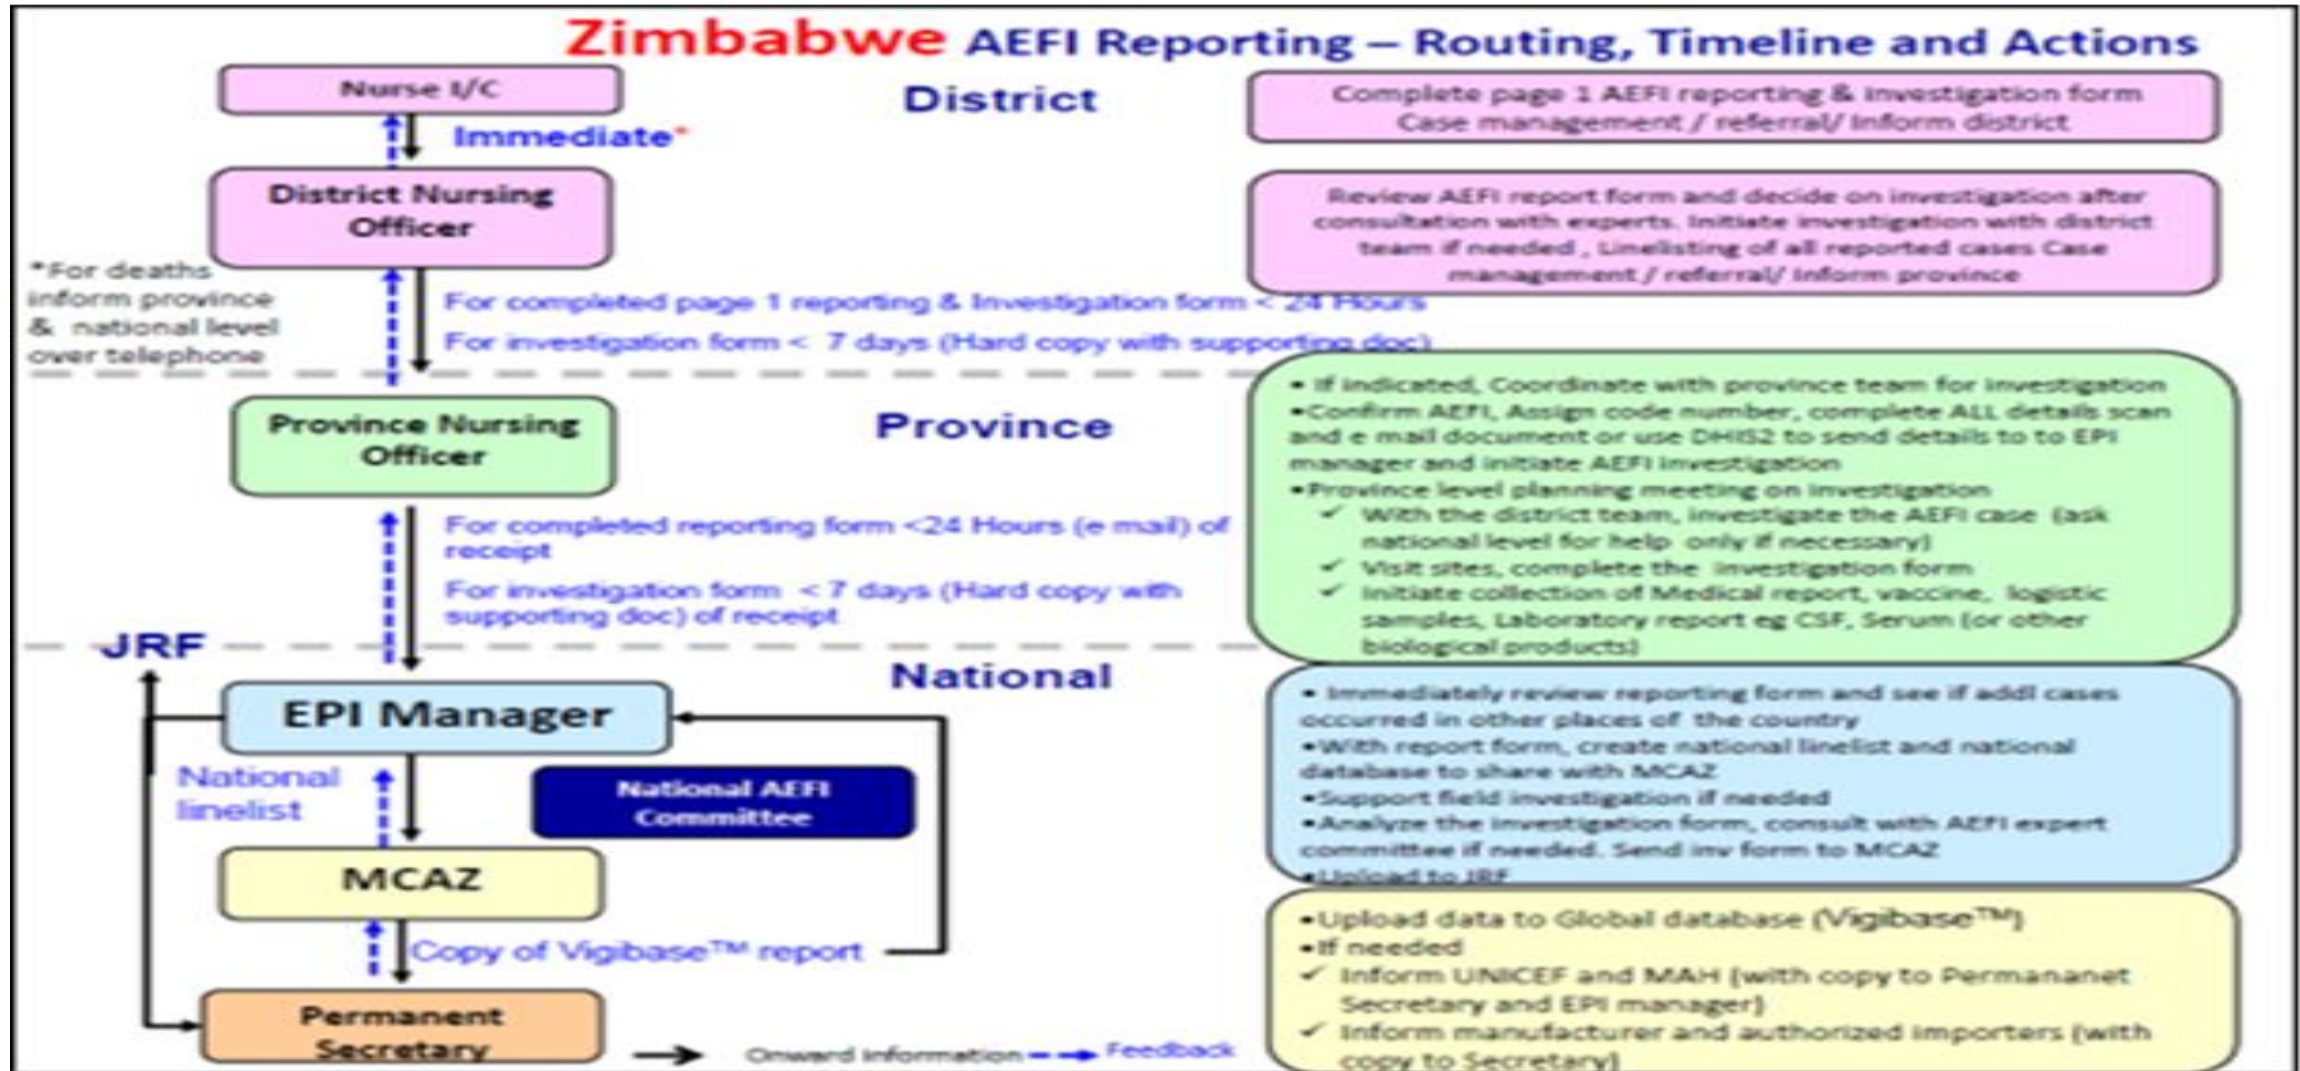 Zimbabwe AEFI Reporting – Routing, Timeline and Actions
Nurse I/C
District
Complete page 1 AEFI reporting & investigation form
Case management / referral/ Inform district
Immediate*
District Nursing
Officer
Review AEFI report form and decide on investigation after
consultation with experts. Initiate investigation with district
team if needed , Linelisting of all reported cases Case
management / referral/ Inform province
*For deaths
inform province
& national level
over telephone
For completed page 1 reporting & Investigation form < 24 Hours
For investigation form < 7 days (Hard copy with supporting doc)
Province Nursing
Officer
Province
• If indicated, Coordinate with province team for investigation
•Confirm AEFI, Assign code number, complete ALL details scan
and e mail document or use DHIS2 to send details to to EPI
manager and initiate AEFI investigation
•Province level planning meeting on investigation
✓ With the district team, investigate the AEFI case (ask
national level for help only if necessary)
✓ Visit sites, complete the investigation form
✓ Initiate collection of Medical report, vaccine, logistic
samples, Laboratory report eg CSF, Serum (or other
biological products)
For completed reporting form <24 Hours (e mail) of
receipt
For investigation form < 7 days (Hard copy with
supporting doc) of receipt
JRF
National
EPI Manager
• Immediately review reporting form and see if addl cases
occurred in other places of the country
•With report form, create national linelist and national
database to share with MCAZ
•Support field investigation if needed
•Analyze the investigation form, consult with AEFI expert
committee if needed. Send inv form to MCAZ
•Upload to JRF
National
linelist
National AEFI
Committee
MCAZ
Copy of Vigibase™ report
•Upload data to Global database (Vigibase™)
•If needed
✓ Inform UNICEF and MAH (with copy to Permananet
Secretary and EPI manager)
✓ Inform manufacturer and authorized importers (with
copy to Secretary)
Permanent
Secretary
Onward information
Feedback